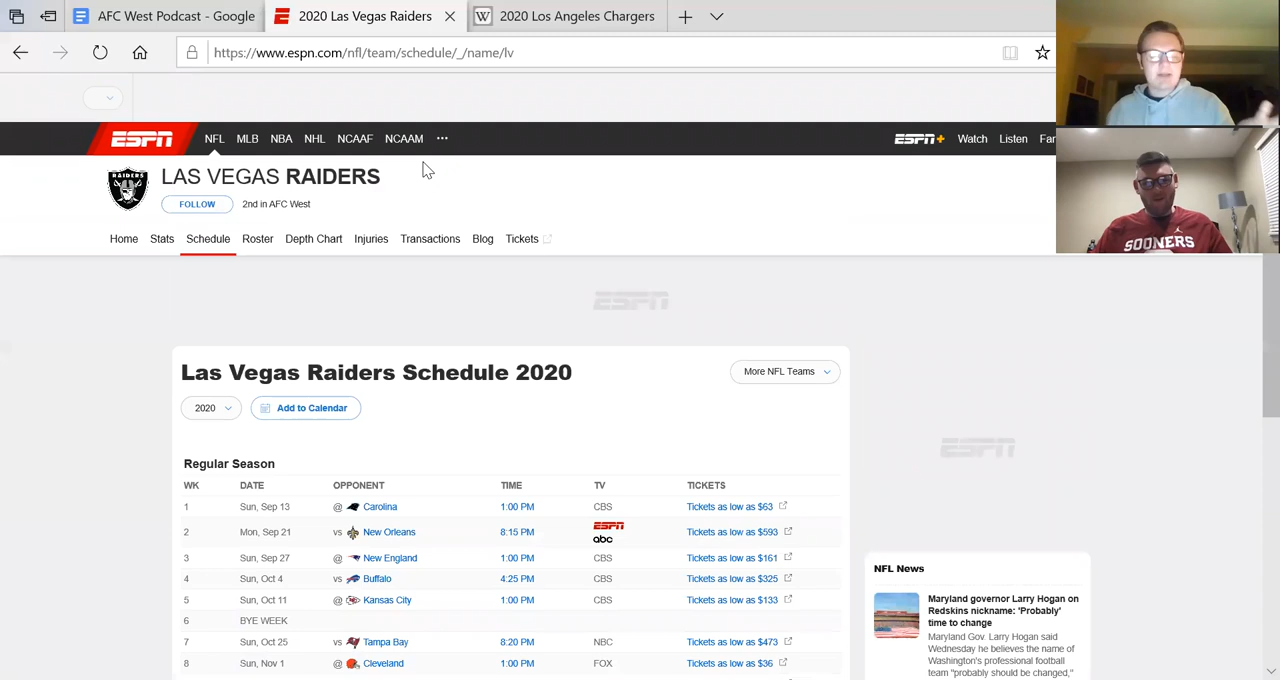 AFC West Podcast - Google
2020 Las Vegas Raiders
2020 Los Angeles Chargers
https://www.espn.com/nfl/team/schedule/_/name/lv
ESPN NFL MLB NBA NHL NCAAF NCAAM ••• ESPN+ Watch Listen Fan
RAIDERS
LAS VEGAS RAIDERS
FOLLOW 2nd in AFC West
Home Stats Schedule Roster Depth Chart Injuries Transactions Blog Tickets
SOONERS
ESPN
Las Vegas Raiders Schedule 2020
More NFL Teams
2020 Add to Calendar
Regular Season
WK DATE OPPONENT TIME TV TICKETS
1 Sun, Sep 13 @ Carolina 1:00 PM CBS Tickets as low as $63
2 Mon, Sep 21 vs New Orleans 8:15 PM ESPN abc Tickets as low as $593
3 Sun, Sep 27 @ New England 1:00 PM CBS Tickets as low as $161
4 Sun, Oct 4 vs Buffalo 4:25 PM CBS Tickets as low as $325
5 Sun, Oct 11 @ Kansas City 1:00 PM CBS Tickets as low as $133
6 BYE WEEK
7 Sun, Oct 25 vs Tampa Bay 8:20 PM NBC Tickets as low as $473
8 Sun, Nov 1 @ Cleveland 1:00 PM FOX Tickets as low as $36
ESPN
NFL News
Maryland governor Larry Hogan on
Redskins nickname: 'Probably'
time to change
Maryland Gov. Larry Hogan said
Wednesday he believes the name of
Washington's professional football
team "probably should be changed,"